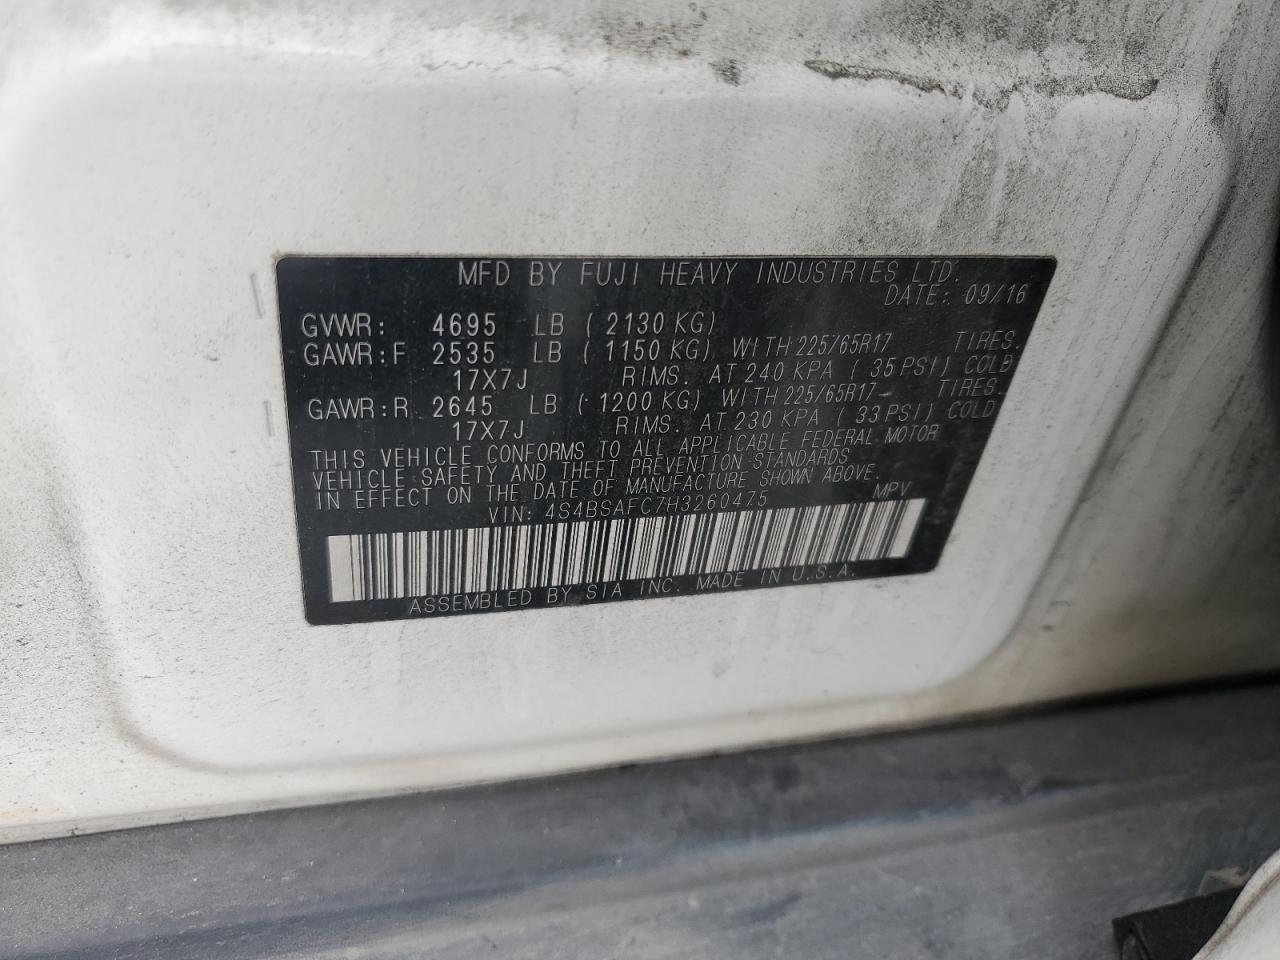 MFD BY FUJI HEAVY INDUSTRIES LTD.
DATE: 09/16
GVWR: 4695 LB (2130 KG)
GAWR:F 2535 LB (1150 KG) WITH 225/65R17 TIRES.
17X7J RIMS. AT 240 KPA (35 PSI) COLD
GAWR:R 2645 LB (1200 KG) WITH 225/65R17 TIRES.
17X7J RIMS. AT 230 KPA (33 PSI) COLD
THIS VEHICLE CONFORMS TO ALL APPLICABLE FEDERAL MOTOR
VEHICLE SAFETY AND THEFT PREVENTION STANDARDS
IN EFFECT ON THE DATE OF MANUFACTURE SHOWN ABOVE.
VIN: 4S4BSAFC7H3260475 MPV
ASSEMBLED BY SIA INC. MADE IN U.S.A.